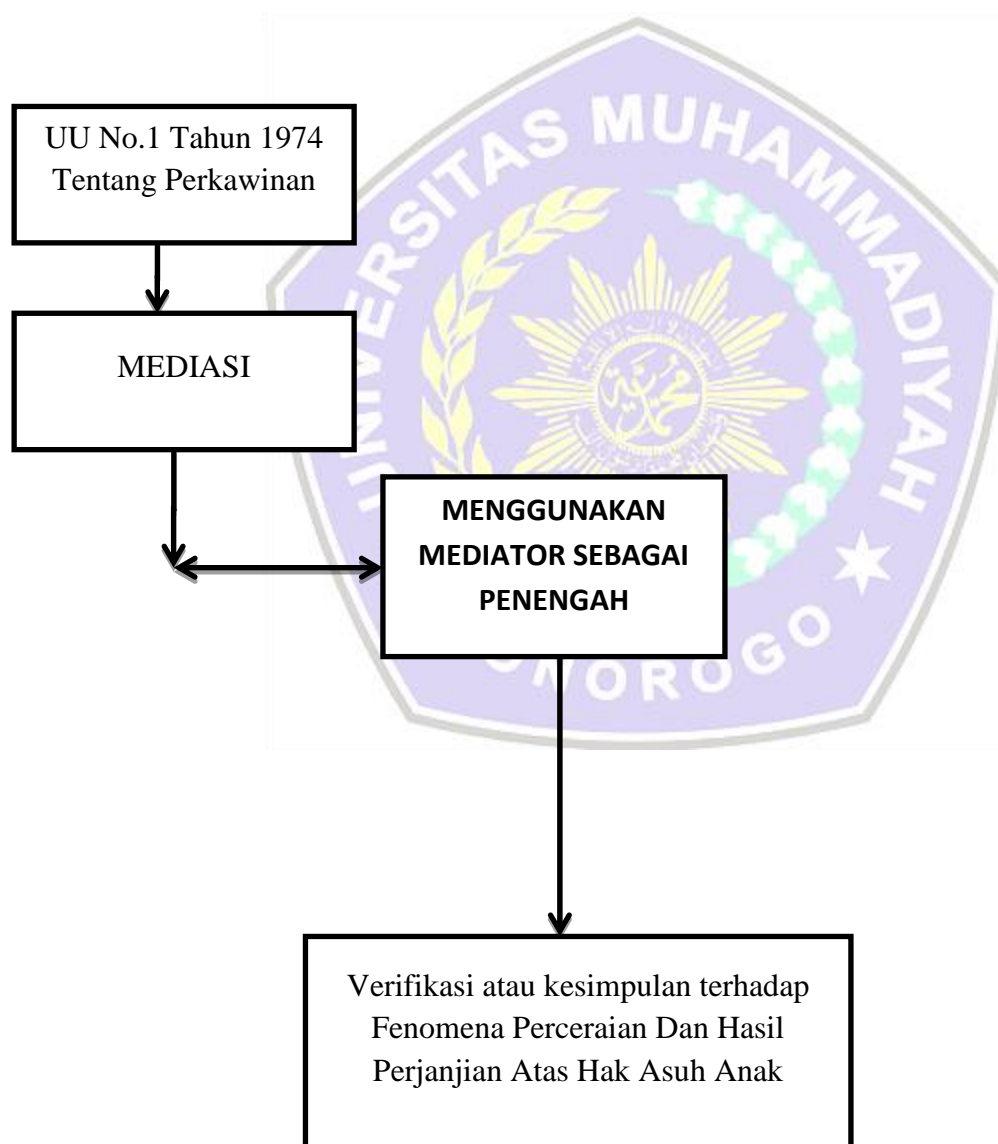 UNIVERSITAS MUHAMMADIYAH
UU No.1 Tahun 1974
Tentang Perkawinan
MEDIASI
MENGGUNAKAN
MEDIATOR SEBAGAI
PENENGAH
NOROGO
Verifikasi atau kesimpulan terhadap
Fenomena Perceraian Dan Hasil
Perjanjian Atas Hak Asuh Anak